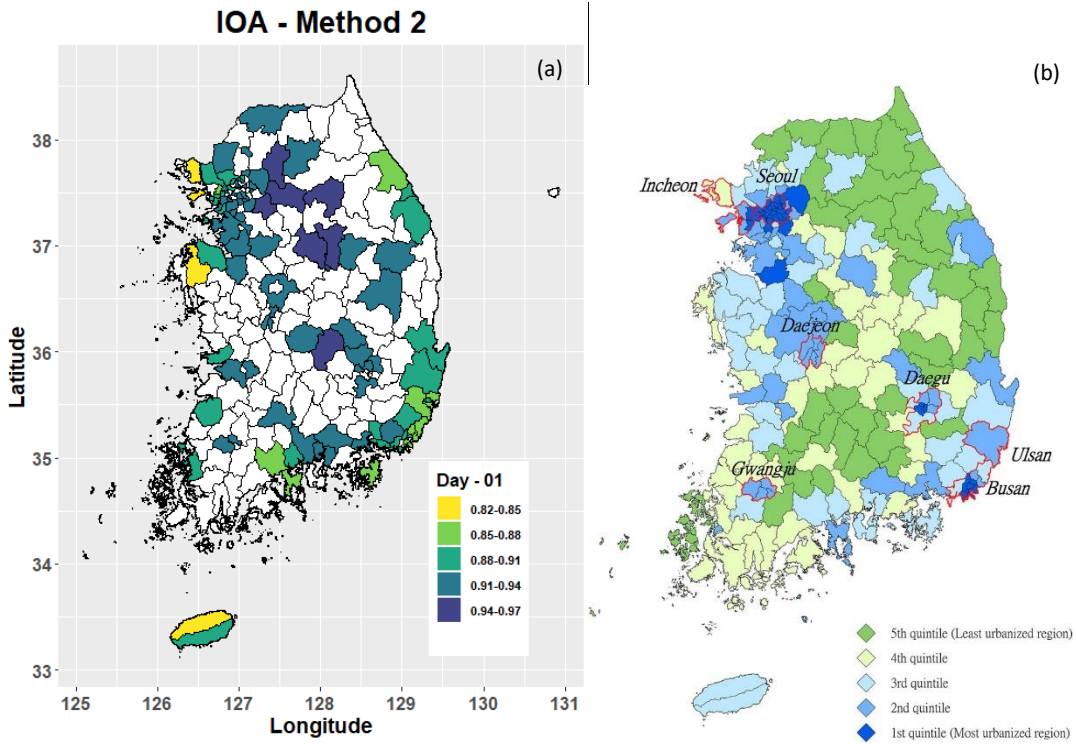 IOA - Method 2
(a)
Latitude
38
37
36
35
34
33
125
126
127
128
129
130
131
Longitude
Day - 01
0.82-0.85
0.85-0.88
0.88-0.91
0.91-0.94
0.94-0.97
(b)
Seoul
Incheon
Daejeon
Daegu
Ulsan
Gwangju
Busan
5th quintile (Least urbanized region)
4th quintile
3rd quintile
2nd quintile
1st quintile (Most urbanized region)